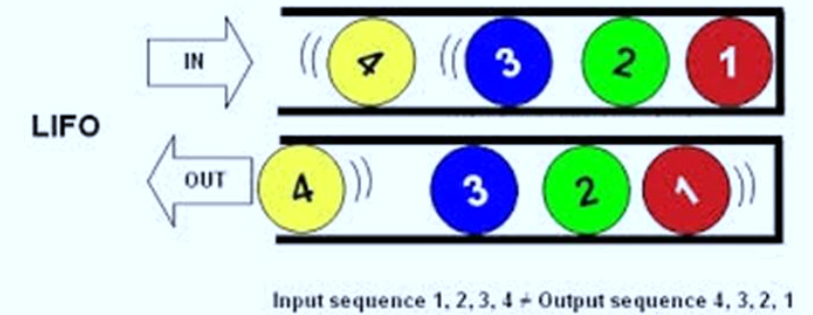 IN
4 3 2 1
LIFO
OUT
4 3 2 1
Input sequence 1, 2, 3, 4 ≠ Output sequence 4, 3, 2, 1